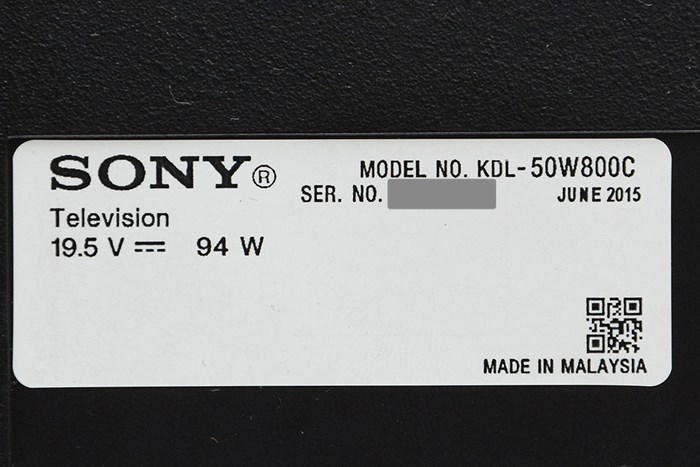 SONY®
MODEL NO. KDL-50W800C
SER. NO.
JUNE 2015
Television
19.5 V ⎓ 94 W
MADE IN MALAYSIA